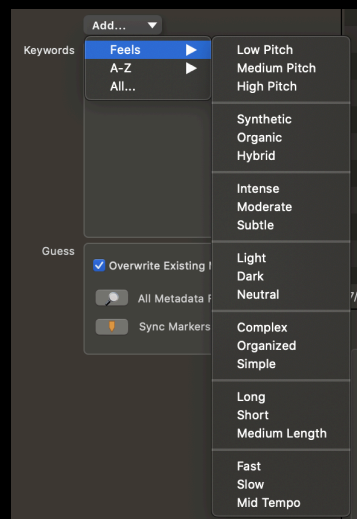 Add...
Keywords
Feels
A-Z
All...
Low Pitch
Medium Pitch
High Pitch
Synthetic
Organic
Hybrid
Intense
Moderate
Subtle
Light
Dark
Neutral
Complex
Organized
Simple
Long
Short
Medium Length
Fast
Slow
Mid Tempo
Guess
Overwrite Existing
All Metadata
Sync Markers